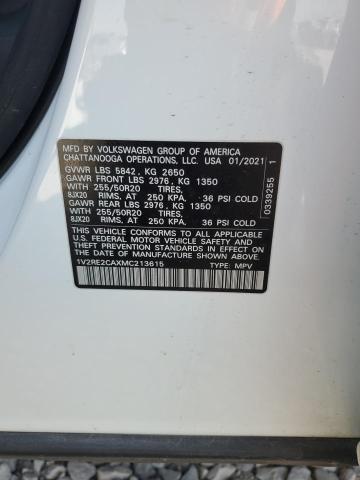 MFD BY VOLKSWAGEN GROUP OF AMERICA
CHATTANOOGA OPERATIONS, LLC. USA 01/2021
GVWR LBS 5842, KG 2650
GAWR FRONT LBS 2976, KG 1350
WITH 255/50R20 TIRES,
8JX20 RIMS, AT 250 KPA, 36 PSI COLD
GAWR REAR LBS 2976, KG 1350
WITH 255/50R20 TIRES,
8JX20 RIMS, AT 250 KPA, 36 PSI COLD
THIS VEHICLE CONFORMS TO ALL APPLICABLE
U.S. FEDERAL MOTOR VEHICLE SAFETY AND
THEFT PREVENTION STANDARDS IN EFFECT ON
THE DATE OF MANUFACTURE SHOWN ABOVE.
1V2RE2CAXMC213615 TYPE: MPV
0339255 1